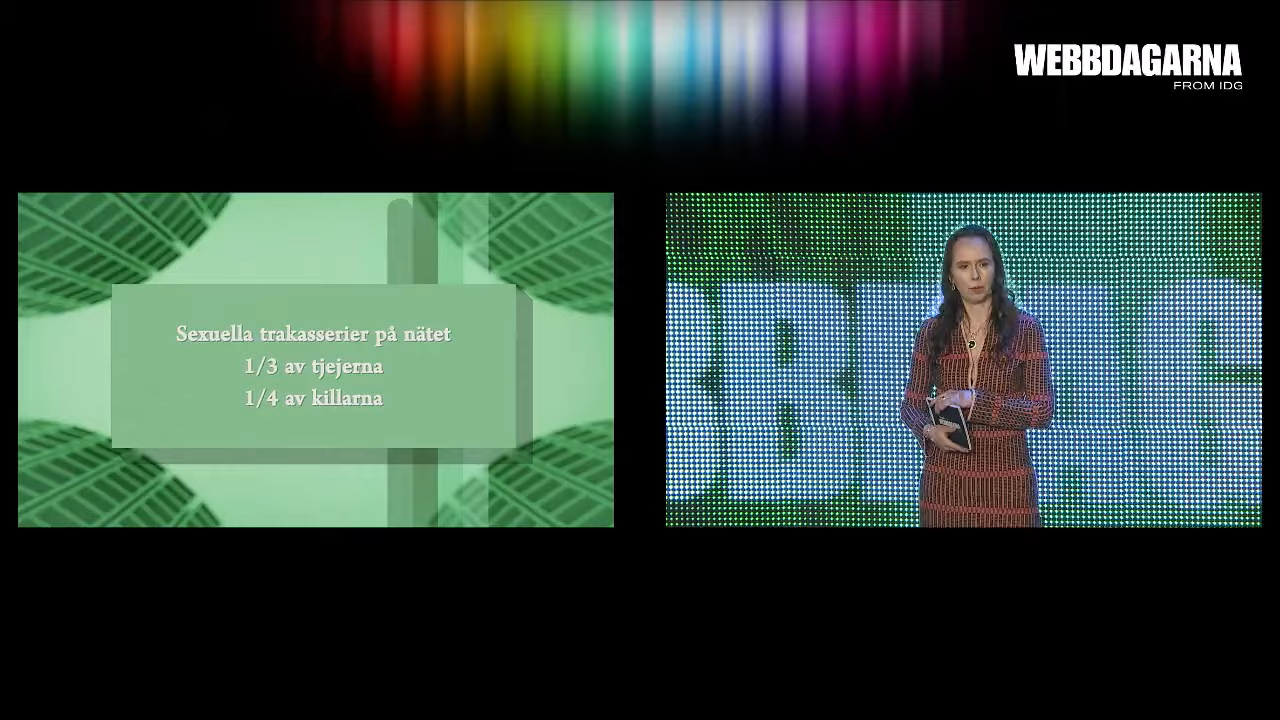 WEBBDAGARNA
FROM IDG
Sexuella trakasserier på nätet
1/3 av tjejerna
1/4 av killarna